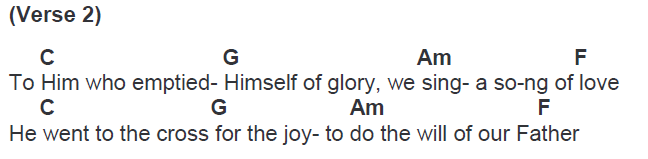 (Verse 2)
C G Am F
To Him who emptied- Himself of glory, we sing- a so-ng of love
C G Am F
He went to the cross for the joy- to do the will of our Father